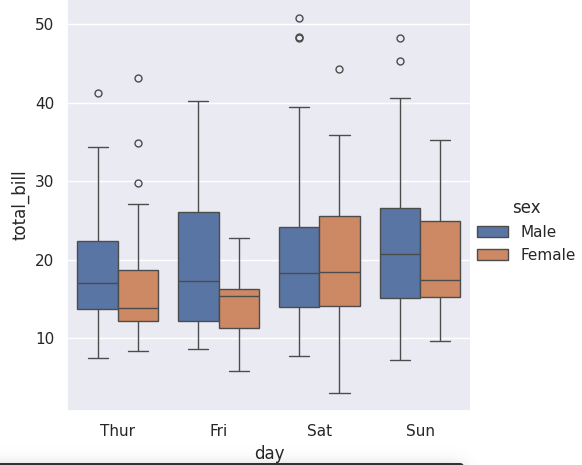 50
40
30
20
10
total_bill
Thur Fri Sat Sun
day
sex
Male
Female